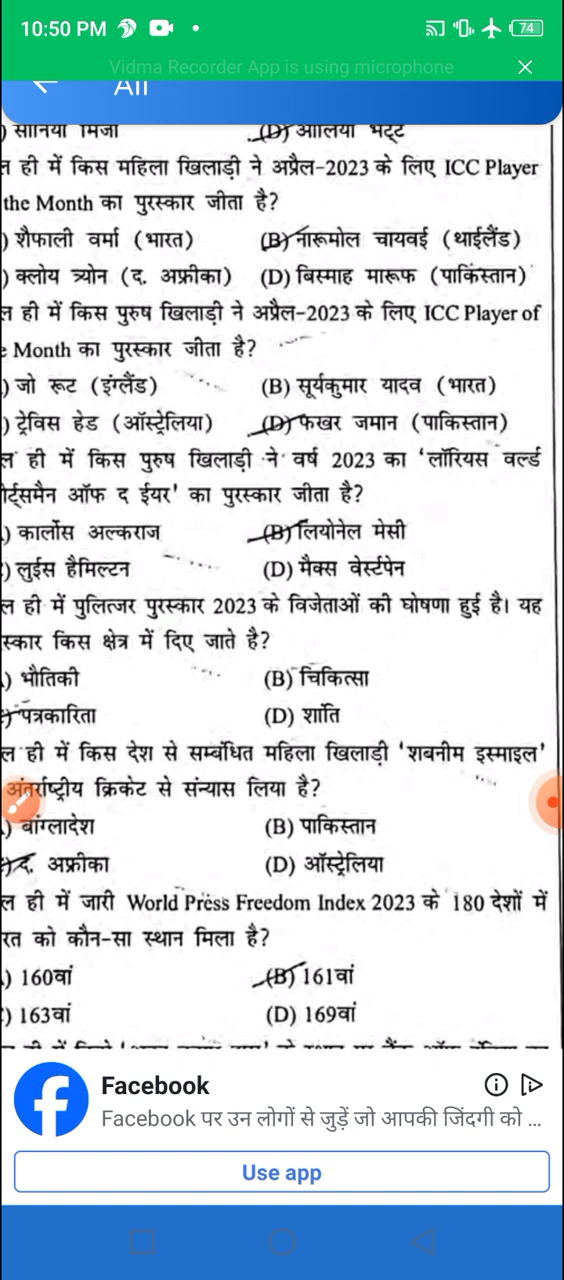 10:50 PM
74
Vidma Recorder App is using microphone
All
) सानिया मिर्जा (D) आलिया भट्ट
ल ही में किस महिला खिलाड़ी ने अप्रैल-2023 के लिए ICC Player
the Month का पुरस्कार जीता है?
) शैफाली वर्मा (भारत) (B) नारूमोल चायवई (थाईलैंड)
) क्लोय त्र्योन (द. अफ्रीका) (D) बिस्माह मारूफ (पाकिस्तान)
ल ही में किस पुरुष खिलाड़ी ने अप्रैल-2023 के लिए ICC Player of
e Month का पुरस्कार जीता है?
) जो रूट (इंग्लैंड) (B) सूर्यकुमार यादव (भारत)
) ट्रेविस हेड (ऑस्ट्रेलिया) (D) फखर जमान (पाकिस्तान)
ल ही में किस पुरुष खिलाड़ी ने वर्ष 2023 का 'लॉरियस वर्ल्ड
ोर्ट्समैन ऑफ द ईयर' का पुरस्कार जीता है?
.) कार्लोस अल्कराज (B) लियोनेल मेसी
) लुईस हैमिल्टन (D) मैक्स वेर्स्टपेन
ल ही में पुलित्जर पुरस्कार 2023 के विजेताओं की घोषणा हुई है। यह
स्कार किस क्षेत्र में दिए जाते है?
.) भौतिकी (B) चिकित्सा
) पत्रकारिता (D) शांति
ल ही में किस देश से सम्बंधित महिला खिलाड़ी 'शबनीम इस्माइल'
अंतर्राष्ट्रीय क्रिकेट से संन्यास लिया है?
.) बांग्लादेश (B) पाकिस्तान
) द. अफ्रीका (D) ऑस्ट्रेलिया
ल ही में जारी World Press Freedom Index 2023 के 180 देशों में
रत को कौन-सा स्थान मिला है?
.) 160वां (B) 161वां
:) 163वां (D) 169वां
Facebook
Facebook पर उन लोगों से जुड़ें जो आपकी जिंदगी को ...
Use app